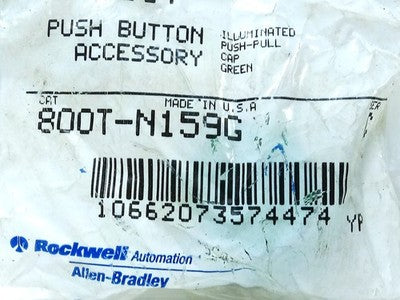 PUSH BUTTON
ACCESSORY
ILLUMINATED
PUSH-PULL
CAP
GREEN
CAT
MADE IN U.S.A
SER
800T-N159G
10662073574474
YP
Rockwell Automation
Allen-Bradley